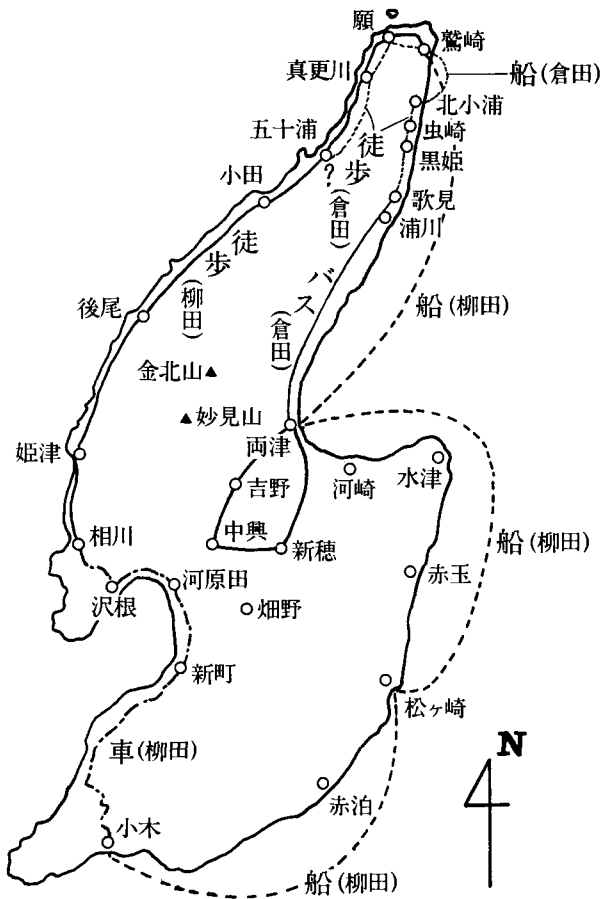 願
鷲崎
真更川
船(倉田)
北小浦
五十浦
徒歩
虫崎
黒姫
小田
?
(倉田)
歌見
浦川
徒歩
(柳田)
バス
(倉田)
船(柳田)
後尾
金北山
妙見山
両津
姫津
吉野
河崎
水津
相川
中興
新穂
船(柳田)
沢根
河原田
畑野
赤玉
新町
松ヶ崎
車(柳田)
N
赤泊
小木
船(柳田)